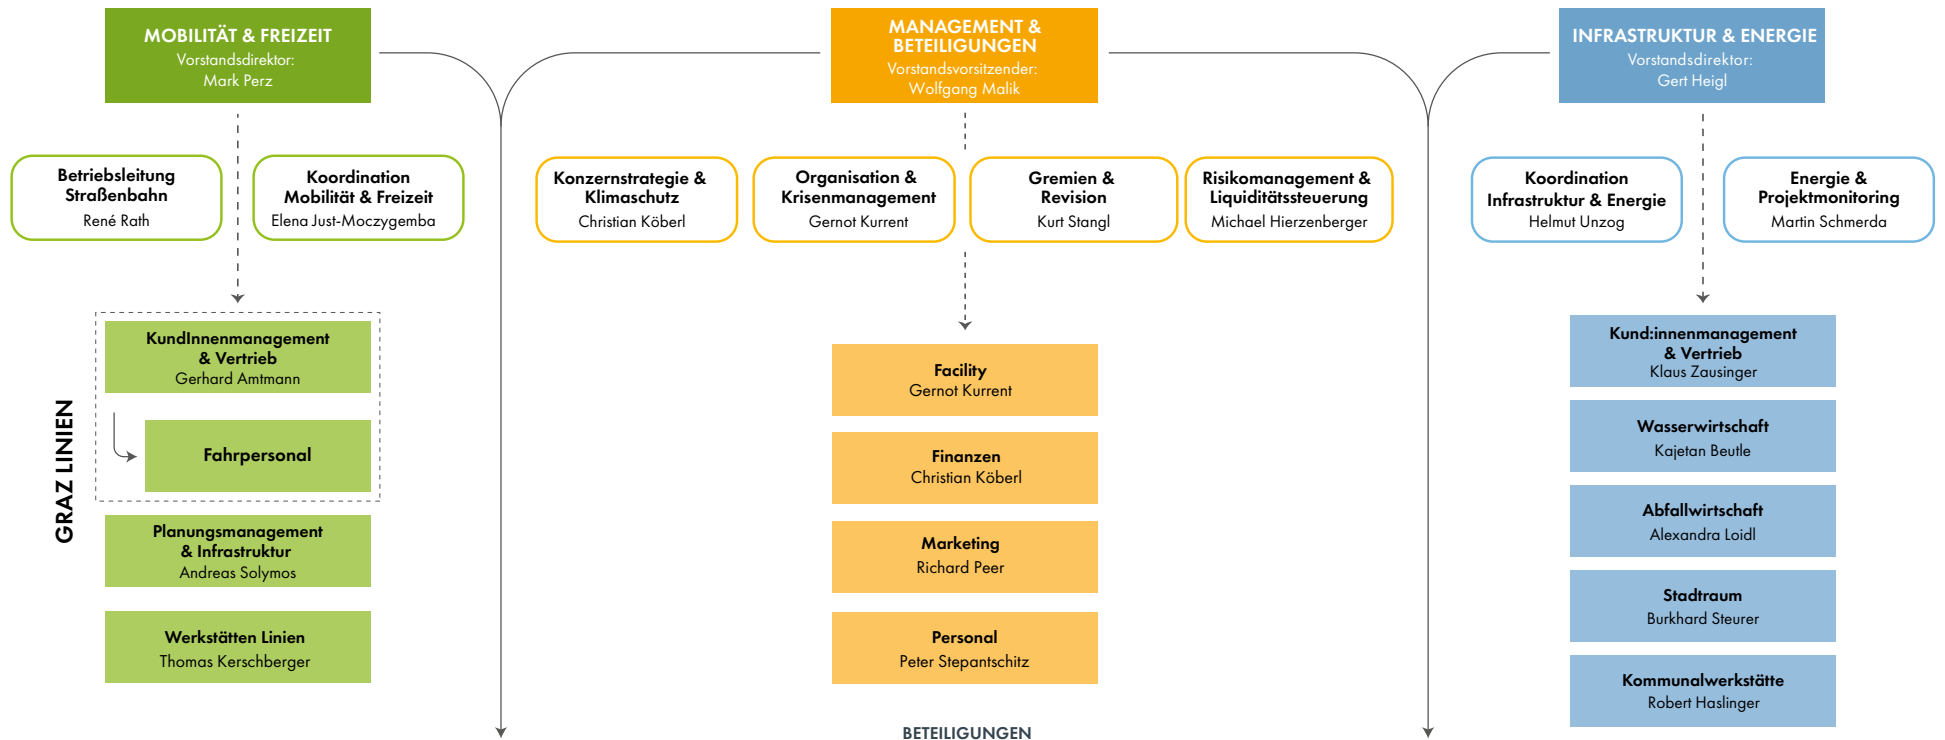 MOBILITÄT & FREIZEIT
Vorstandsdirektor:
Mark Perz
MANAGEMENT &
BETEILIGUNGEN
Vorstandsvorsitzender:
Wolfgang Malik
INFRASTRUKTUR & ENERGIE
Vorstandsdirektor:
Gert Heigl
Betriebsleitung
Straßenbahn
René Rath
Koordination
Mobilität & Freizeit
Elena Just-Moczygemba
Konzernstrategie &
Klimaschutz
Christian Köberl
Organisation &
Krisenmanagement
Gernot Kurrent
Gremien &
Revision
Kurt Stangl
Risikomanagement &
Liquiditätssteuerung
Michael Hierzenberger
Koordination
Infrastruktur & Energie
Helmut Unzog
Energie &
Projektmonitoring
Martin Schmerda
GRAZ LINIEN
KundInnenmanagement
& Vertrieb
Gerhard Amtmann
Fahrpersonal
Planungsmanagement
& Infrastruktur
Andreas Solymos
Werkstätten Linien
Thomas Kerschberger
Facility
Gernot Kurrent
Finanzen
Christian Köberl
Marketing
Richard Peer
Personal
Peter Stepantschitz
Kund:innenmanagement
& Vertrieb
Klaus Zausinger
Wasserwirtschaft
Kajetan Beutle
Abfallwirtschaft
Alexandra Loidl
Stadtraum
Burkhard Steurer
Kommunalwerkstätte
Robert Haslinger
BETEILIGUNGEN